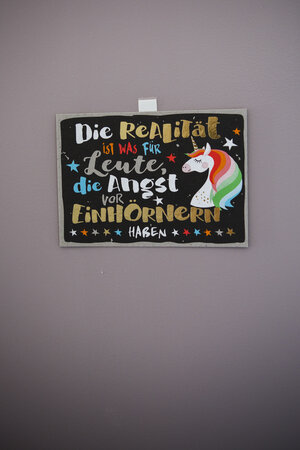 Die ReALitÄt
IST WAS FÜR
Leute,
die Angst
VOR
EinHÖRNERN
HABEN